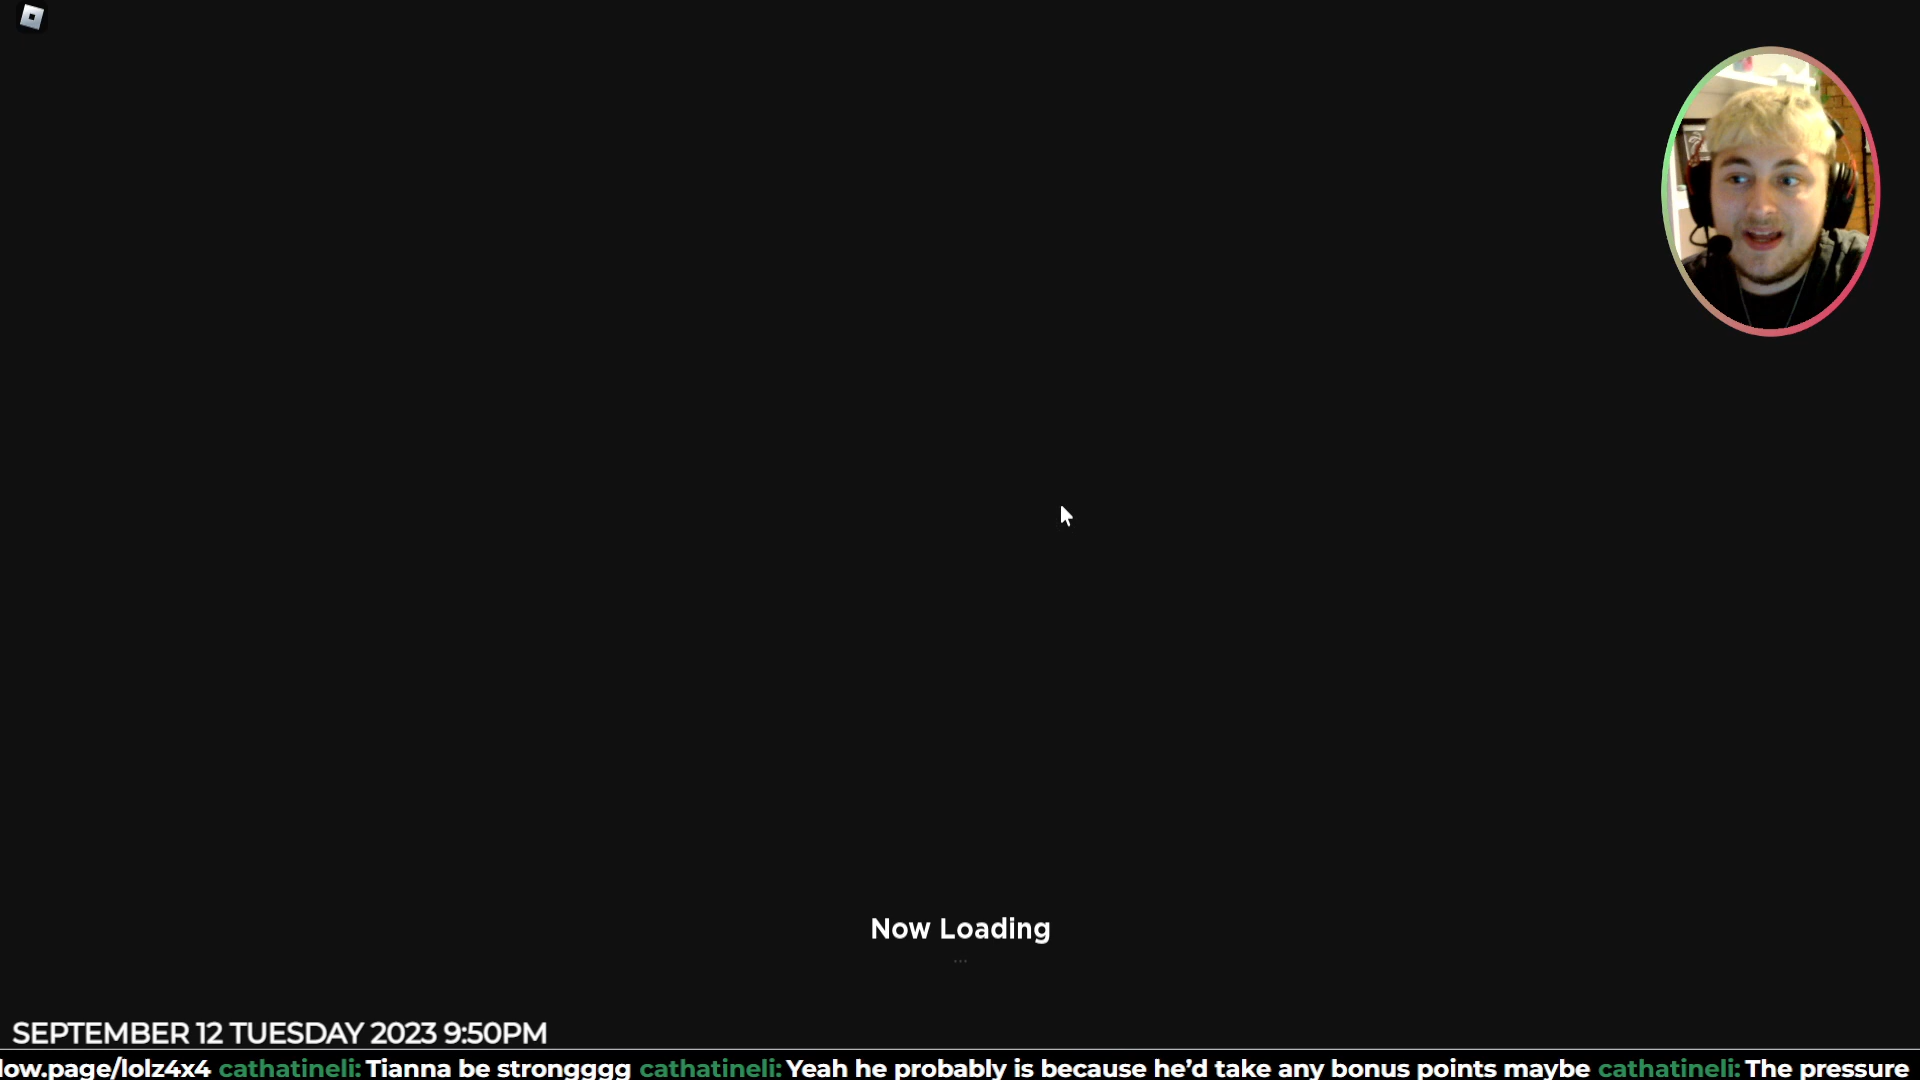 Now Loading
...
SEPTEMBER 12 TUESDAY 2023 9:50PM
low.page/lolz4x4 cathatineli: Tianna be strongggg cathatineli: Yeah he probably is because he’d take any bonus points maybe cathatineli: The pressure